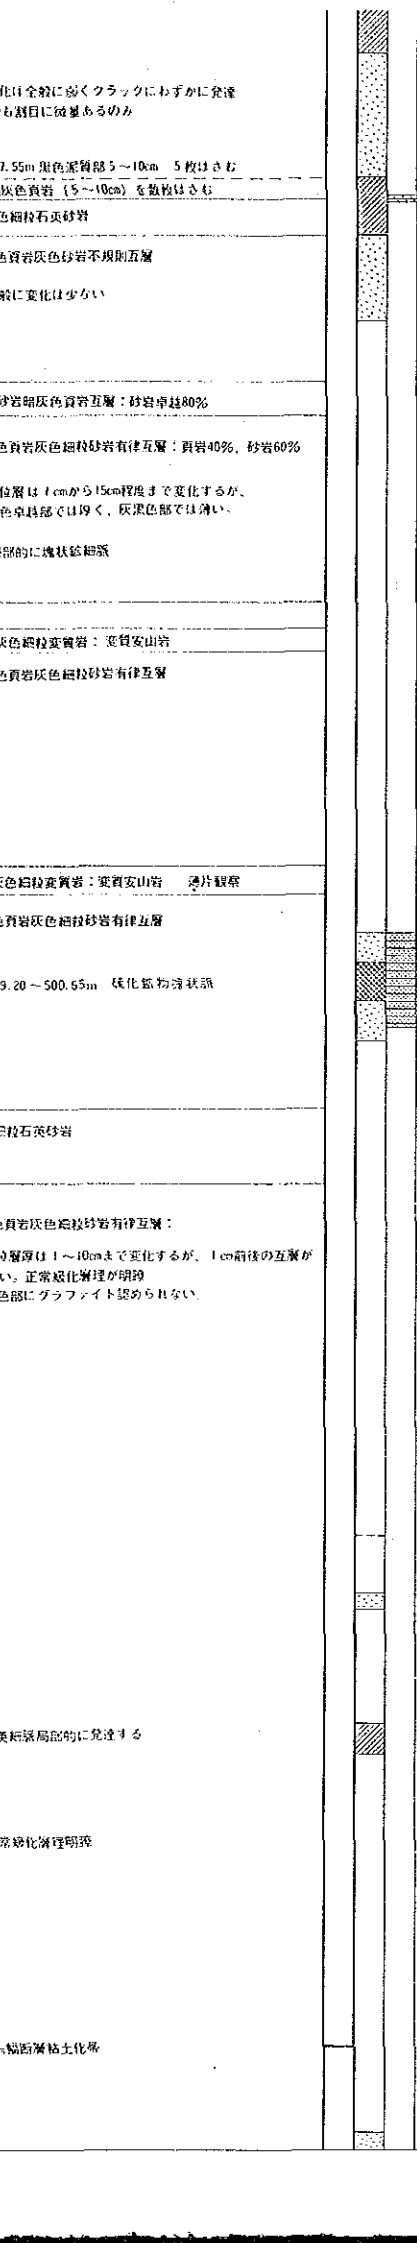 化は全般に弱くクラックにわずかに発達
も割目に微量あるのみ
7.55m 黒色泥質部5～10cm 5枚はさむ
灰色頁岩（5～10cm）を数枚はさむ
色細粒石英砂岩
色頁岩灰色砂岩不規則互層
般に変化は少ない
砂岩暗灰色頁岩互層：砂岩卓越80%
色頁岩灰色細粒砂岩有律互層：頁岩40%，砂岩60%
位層は1cmから15cm程度まで変化するが、
色卓越部では厚く，灰黒色部では薄い。
部的に塊状鉱細脈
灰色細粒変質岩：変質安山岩
色頁岩灰色細粒砂岩有律互層
灰色細粒変質岩：変質安山岩 薄片観察
色頁岩灰色細粒砂岩有律互層
9.20～500.65m 硫化鉱物 状脈
粒石英砂岩
色頁岩灰色細粒砂岩有律互層：
位層厚は1～10cmまで変化するが、1cm前後の互層が
い。正常級化層理が明瞭
色部にグラファイト認められない。
英細脈局部的に発達する
常級化層理明瞭
幅断層粘土化帯